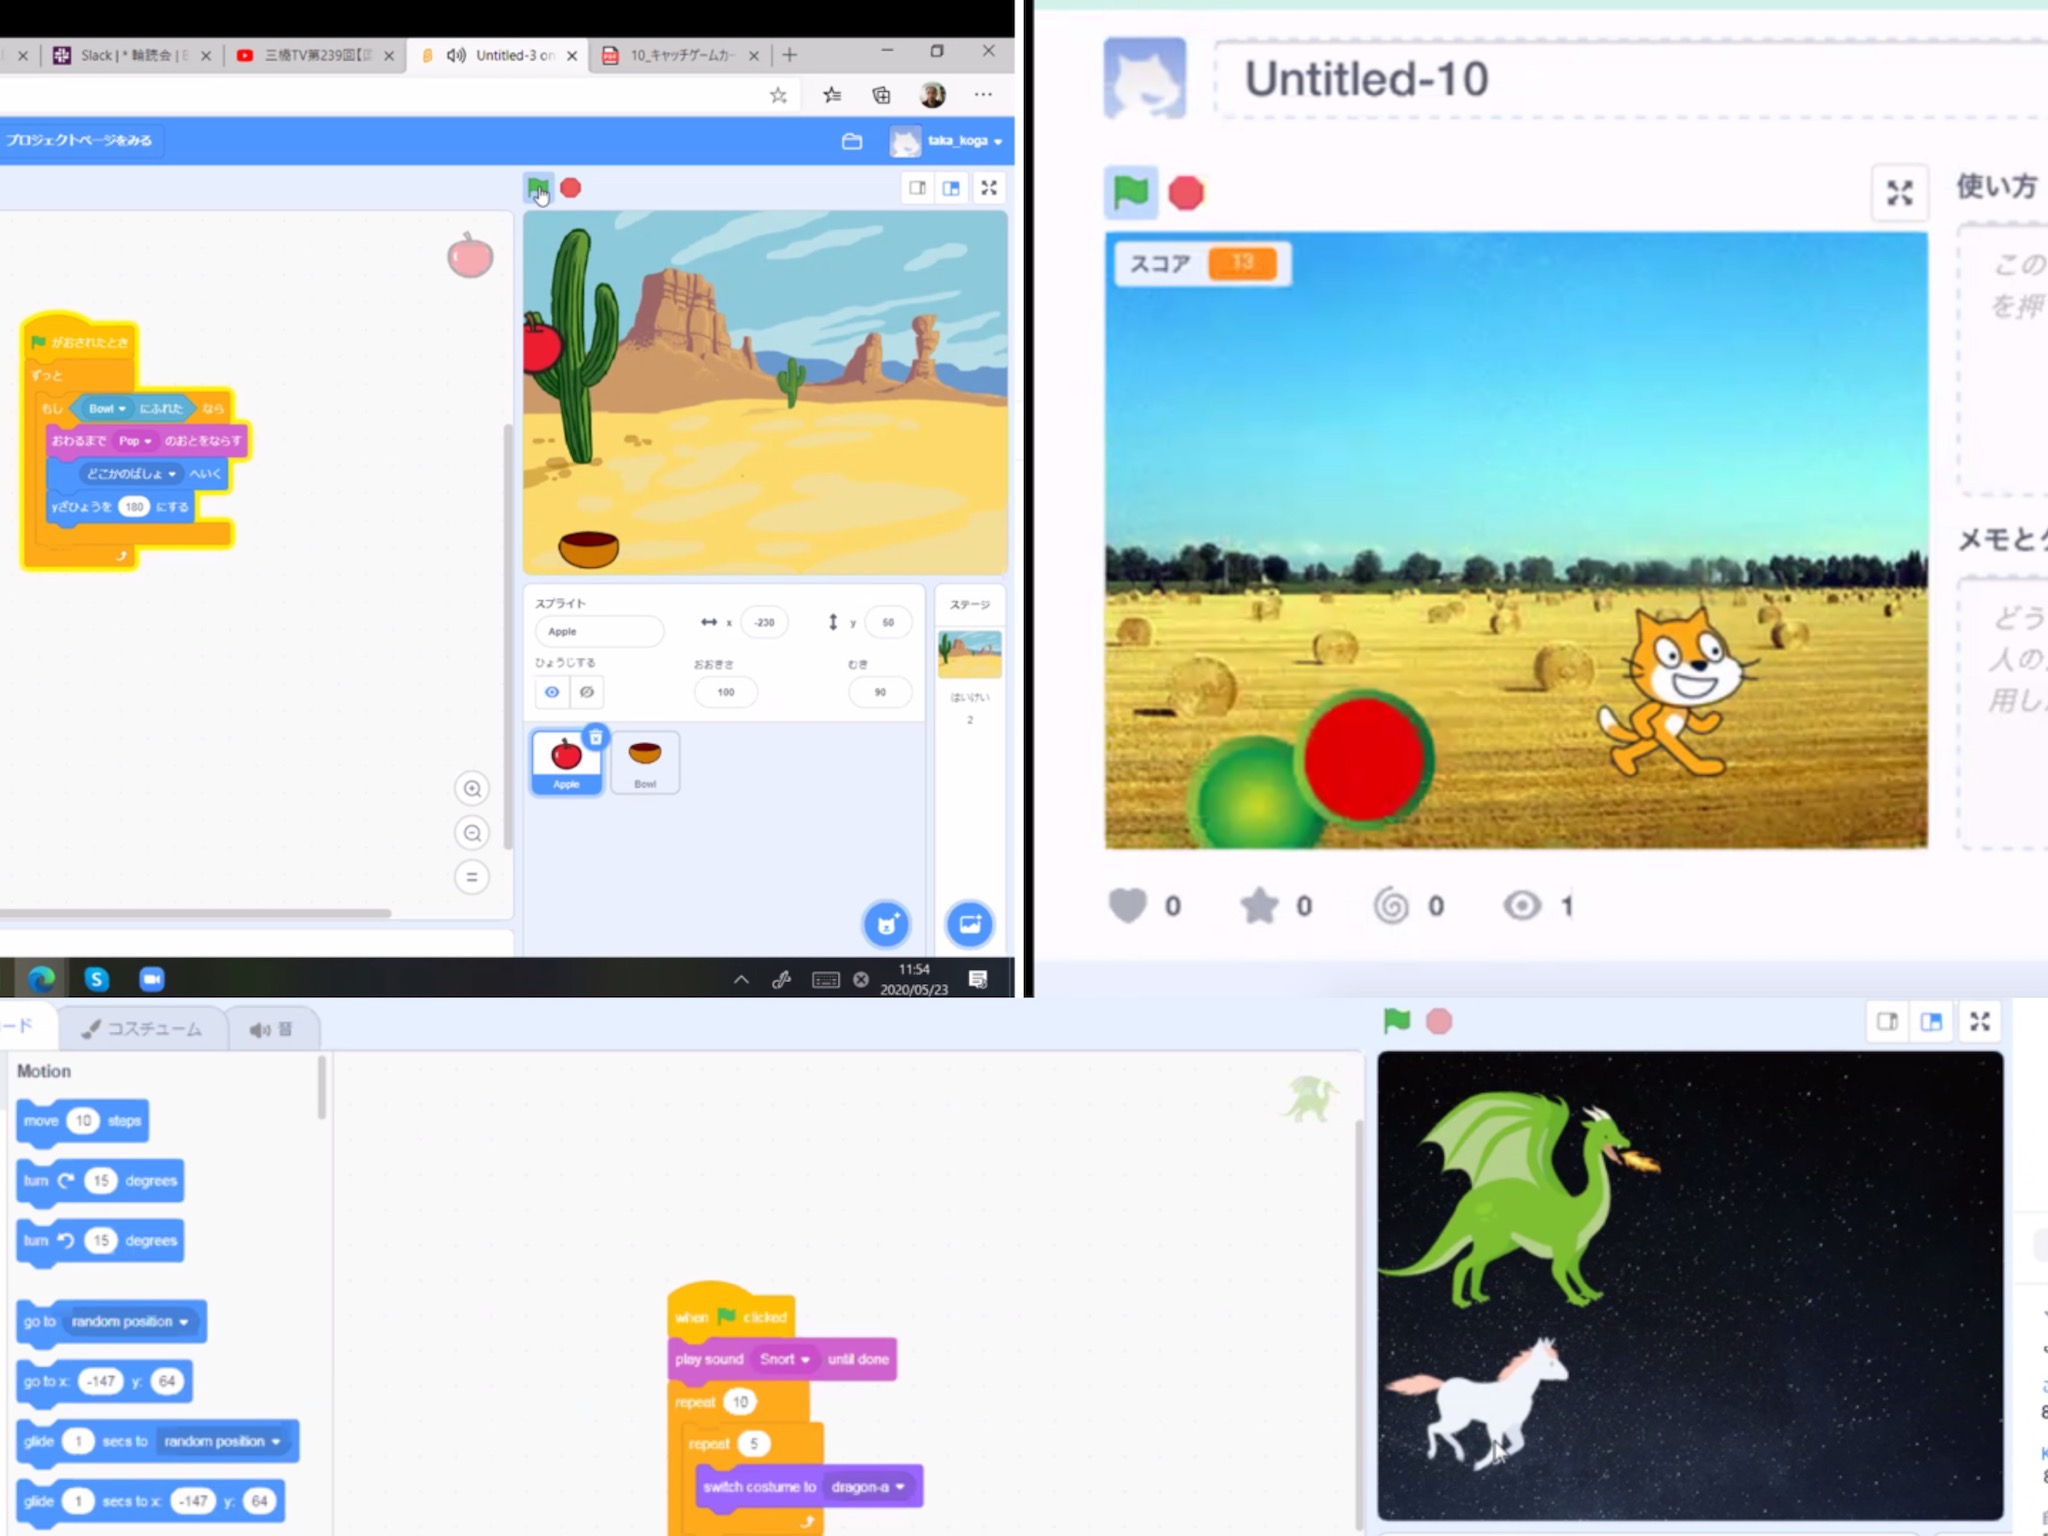 Slack | * 輪読会 | E
三橋TV第239回【
Untitled-3 on
10_キャッチゲームカー
プロジェクトページをみる
taka_koga
がおされたとき
ずっと
もし Bowl にふれた なら
おわるまで Pop のおとをならす
どこかのばしょ へいく
yざひょうを 180 にする
スプライト
Apple
x -230
y 50
ひょうじする
おおきさ
100
むき
90
Apple
Bowl
ステージ
はいけい
2
11:54
2020/05/23
Untitled-10
使い方
スコア 13
この
を押
メモとク
どう
人の
用し
0 0 0 1
ード コスチューム 音
Motion
move 10 steps
turn 15 degrees
turn 15 degrees
go to random position
go to x: -147 y: 64
glide 1 secs to random position
glide 1 secs to x: -147 y: 64
when clicked
play sound Snort until done
repeat 10
repeat 5
switch costume to dragon-a